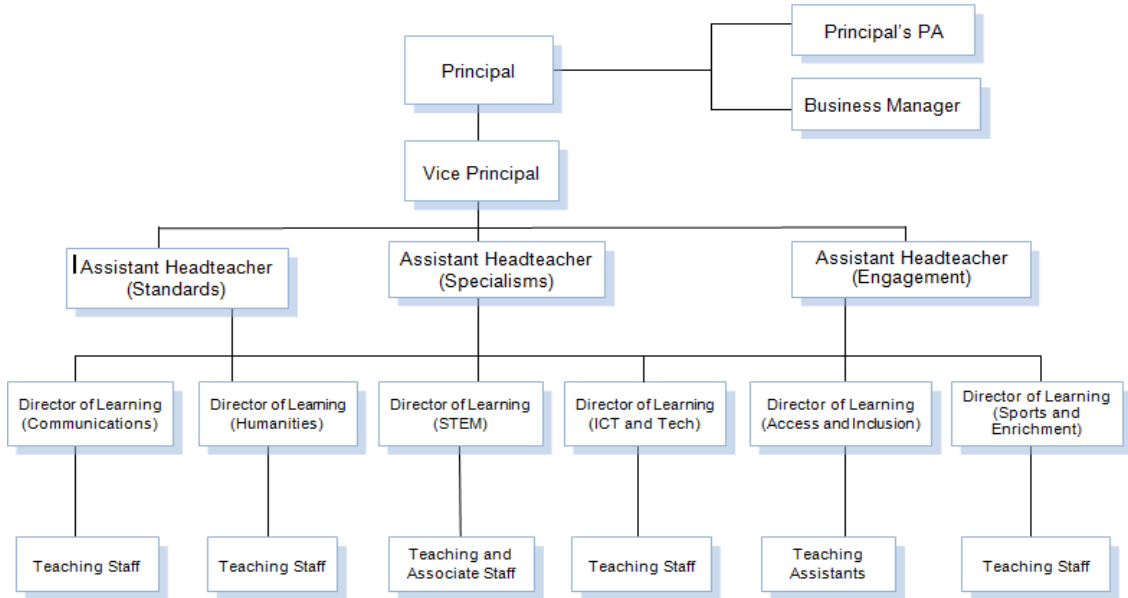 Principal's PA
Principal
Business Manager
Vice Principal
Assistant Headteacher
(Standards)
Assistant Headteacher
(Specialisms)
Assistant Headteacher
(Engagement)
Director of Learning
(Communications)
Director of Learning
(Humanities)
Director of Learning
(STEM)
Director of Learning
(ICT and Tech)
Director of Learning
(Access and Inclusion)
Director of Learning
(Sports and
Enrichment)
Teaching Staff
Teaching Staff
Teaching and
Associate Staff
Teaching Staff
Teaching
Assistants
Teaching Staff